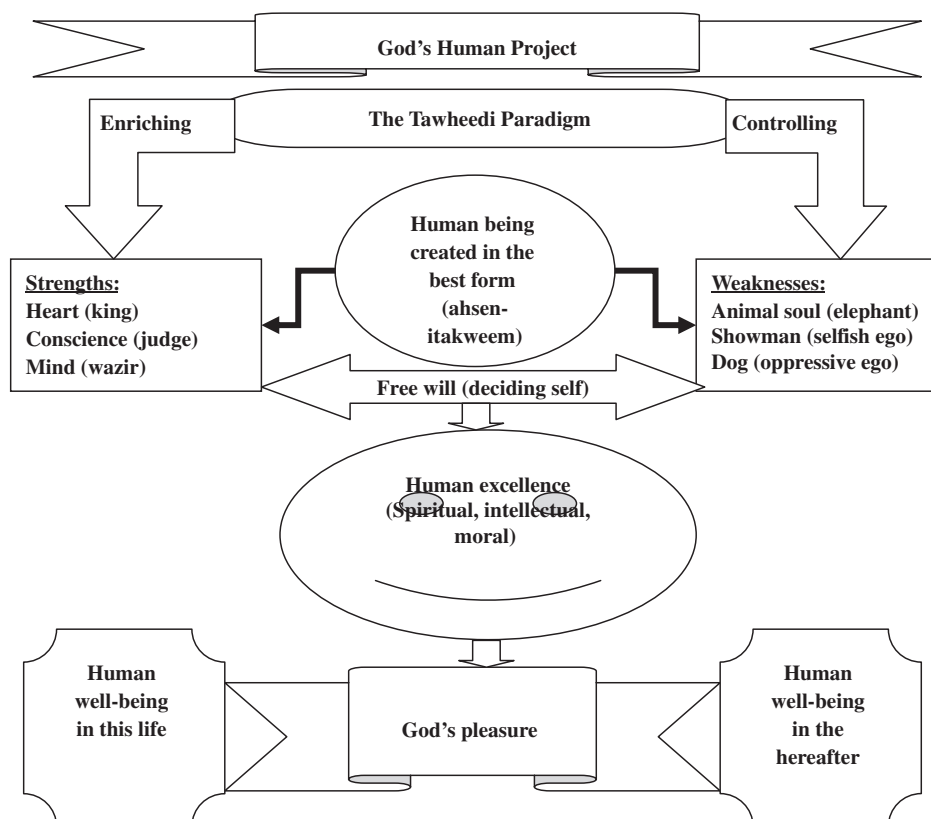 God’s Human Project
Enriching
The Tawheedi Paradigm
Controlling
Human being
created in the
best form
(ahsen-
itakweem)
Strengths:
Heart (king)
Conscience (judge)
Mind (wazir)
Weaknesses:
Animal soul (elephant)
Showman (selfish ego)
Dog (oppressive ego)
Free will (deciding self)
Human excellence
(Spiritual, intellectual,
moral)
Human
well-being
in this life
God’s pleasure
Human
well-being
in the
hereafter